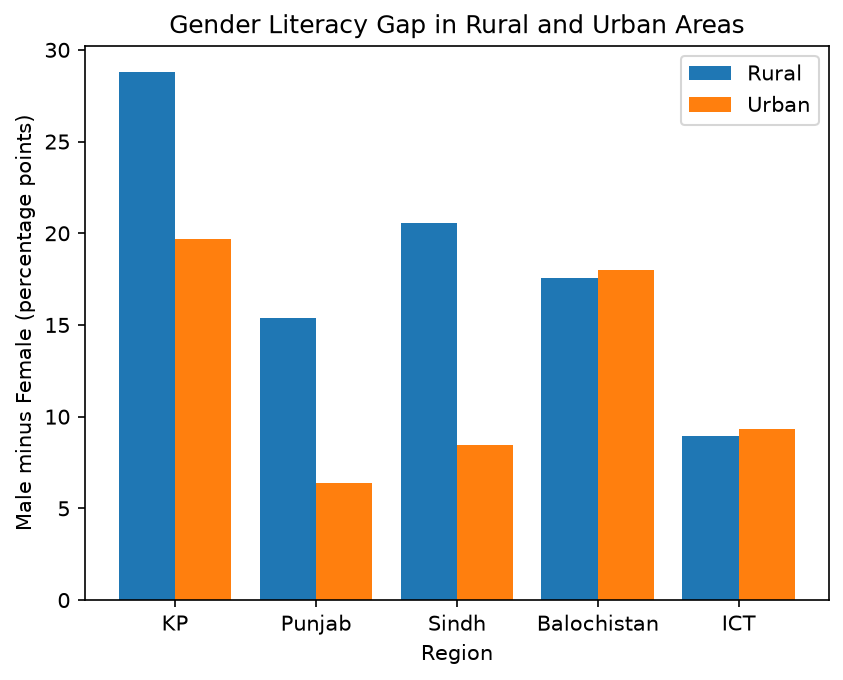 Gender Literacy Gap in Rural and Urban Areas
Male minus Female (percentage points)
30
25
20
15
10
5
0
Rural
Urban
KP Punjab Sindh Balochistan ICT
Region